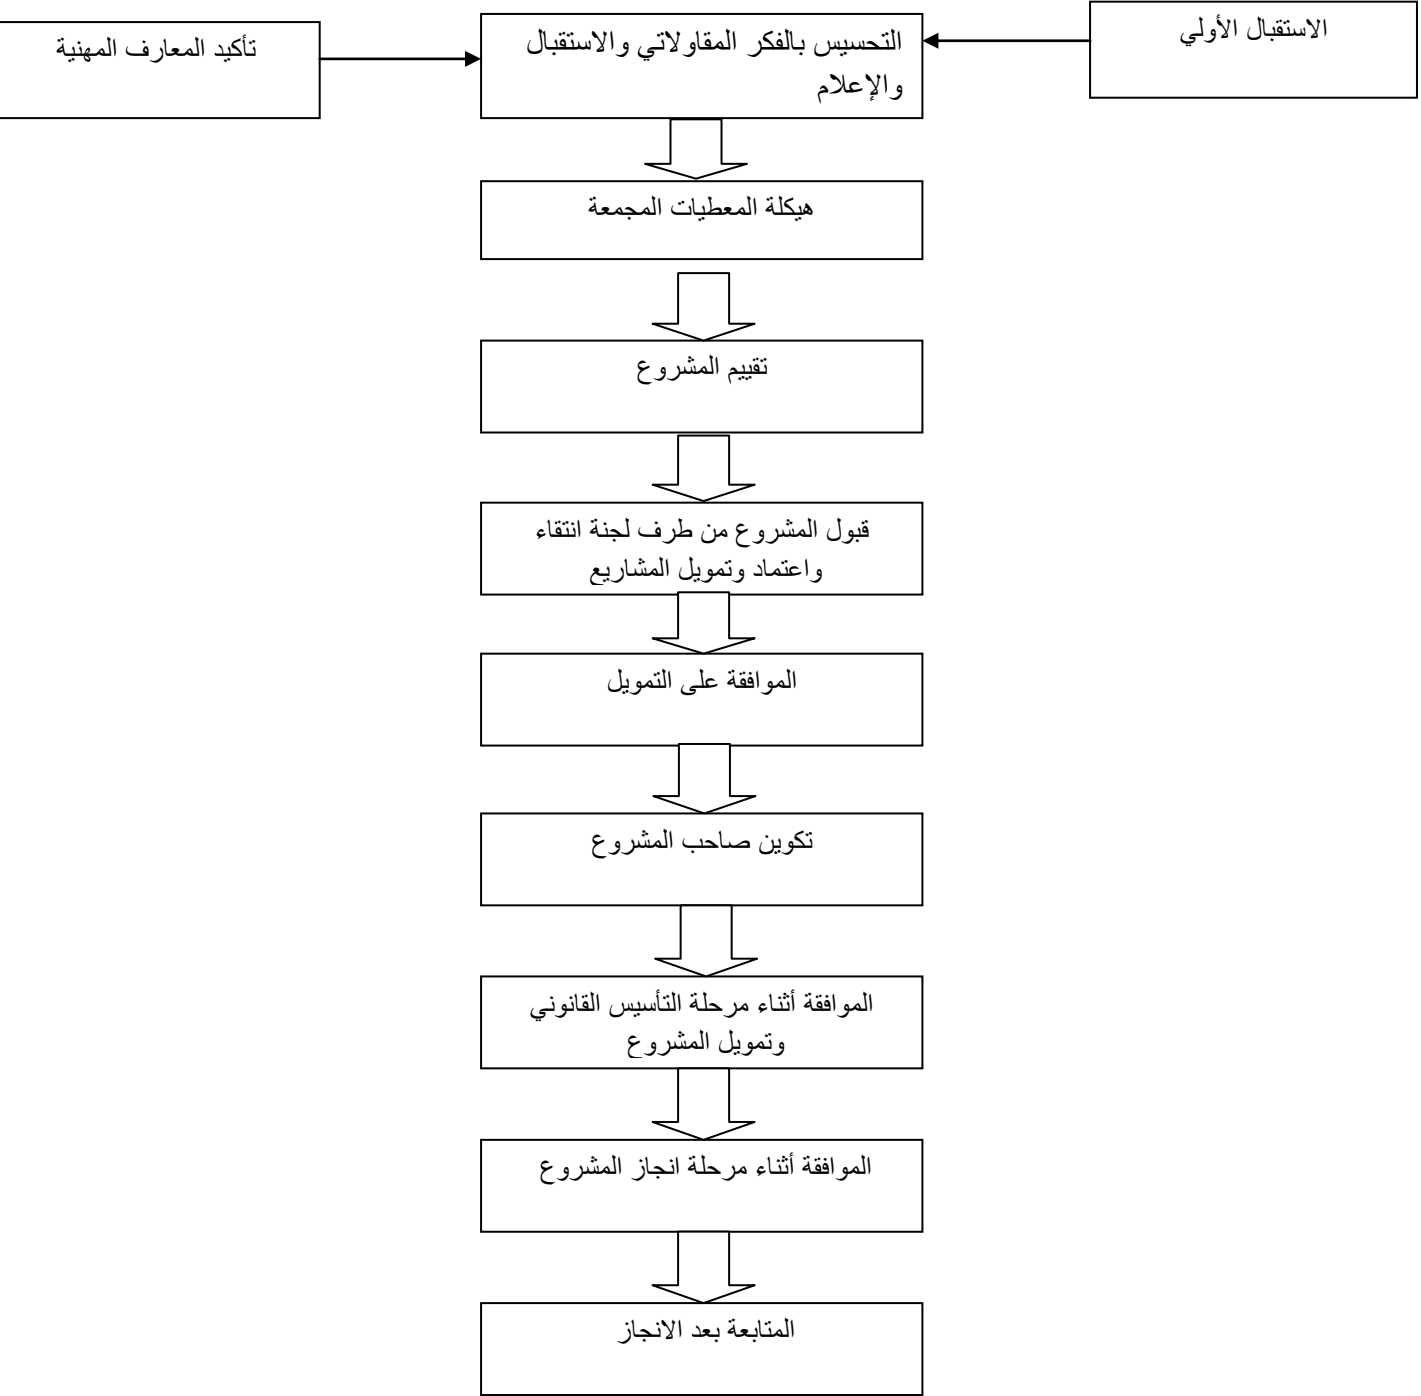 الاستقبال الأولي
التحسيس بالفكر المقاولاتي والاستقبال
والإعلام
تأكيد المعارف المهنية
هيكلة المعطيات المجمعة
تقييم المشروع
قبول المشروع من طرف لجنة انتقاء
واعتماد وتمويل المشاريع
الموافقة على التمويل
تكوين صاحب المشروع
الموافقة أثناء مرحلة التأسيس القانوني
وتمويل المشروع
الموافقة أثناء مرحلة انجاز المشروع
المتابعة بعد الانجاز